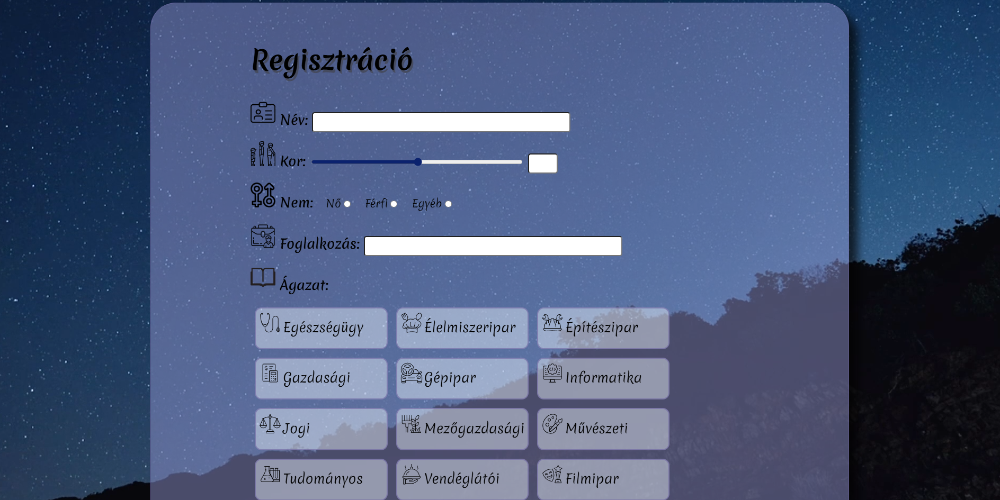 Regisztráció
Név:
Kor:
Nem: Nő Férfi Egyéb
Foglalkozás:
Ágazat:
Egészségügy Élelmiszeripar Építészipar
Gazdasági Gépipar Informatika
Jogi Mezőgazdasági Művészeti
Tudományos Vendéglátói Filmipar